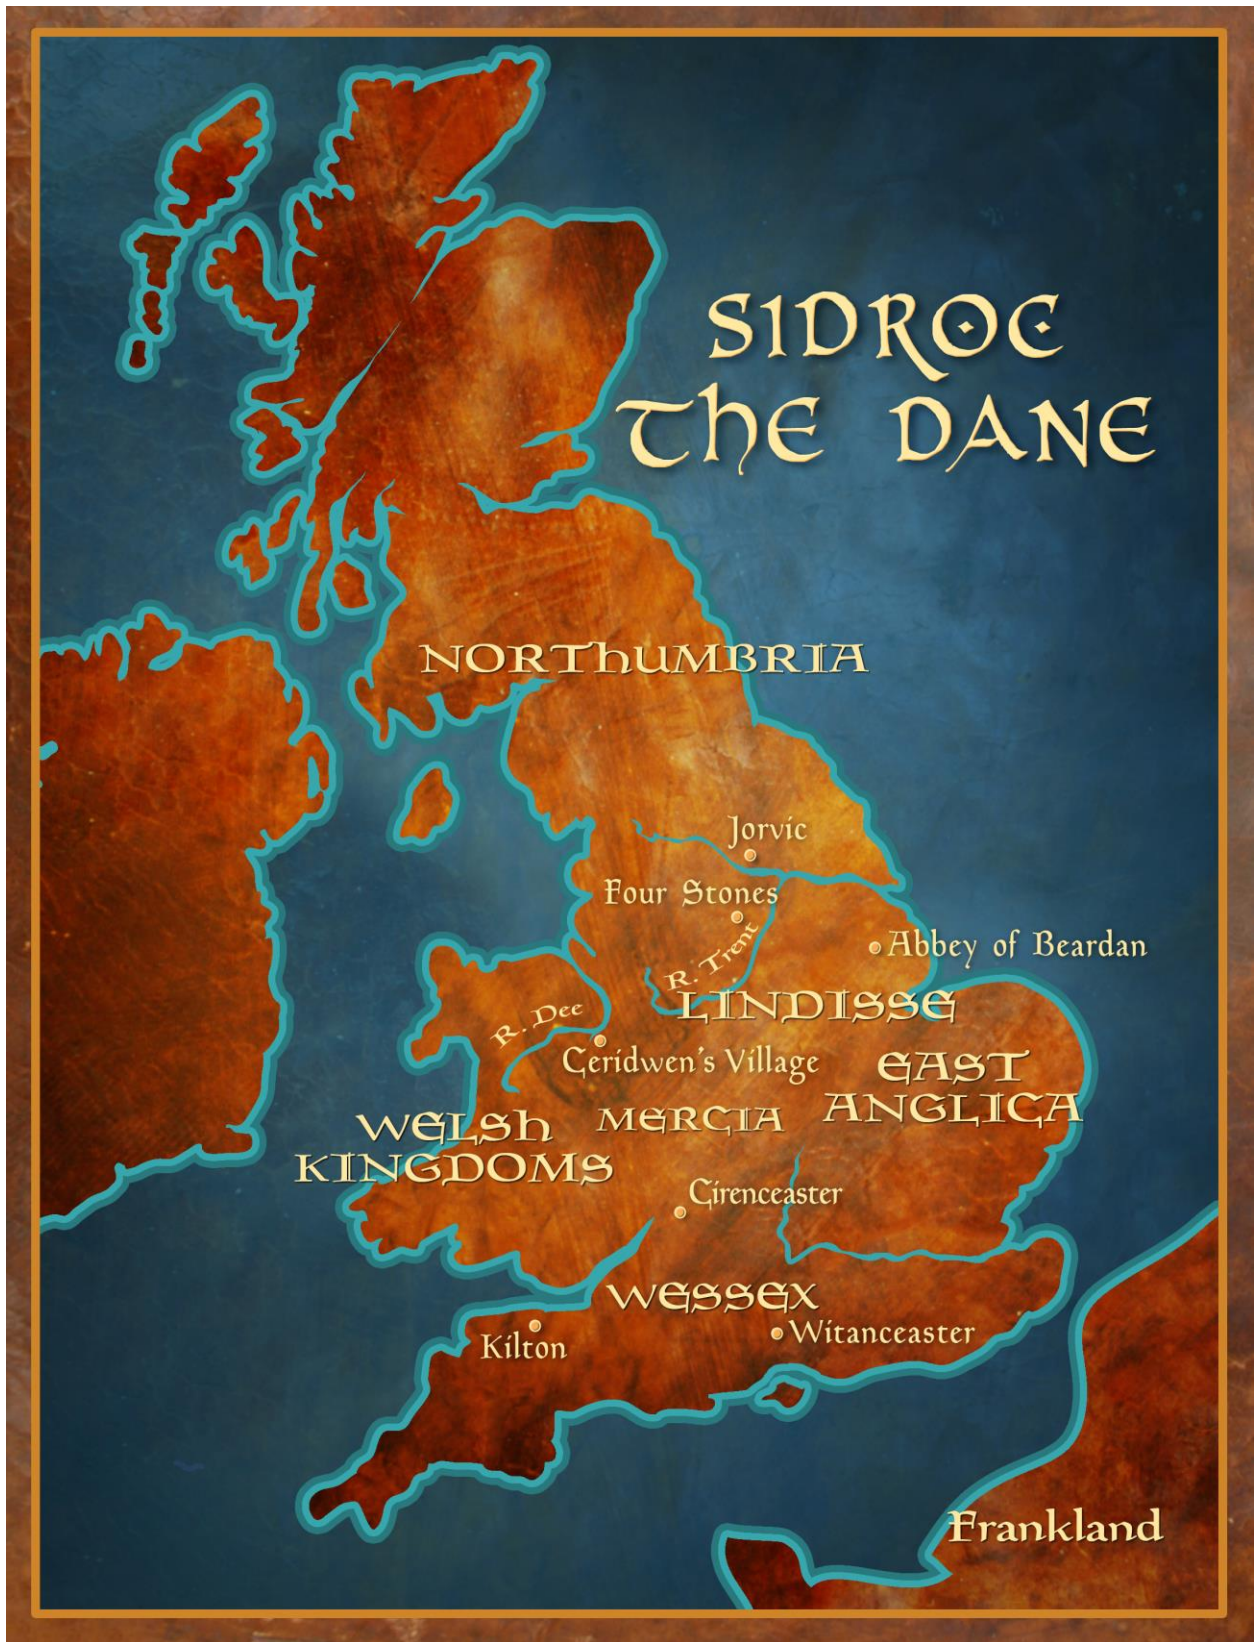 SIDROC
THE DANE
NORTHUMBRIA
Jorvic
Four Stones
Abbey of Beardan
R. Trent
LINDISSE
R. Dee
Ceridwen's Village
EAST
ANGLICA
MERCIA
WELSH
KINGDOMS
Cirenceaster
WESSEX
Witanceaster
Kilton
Frankland